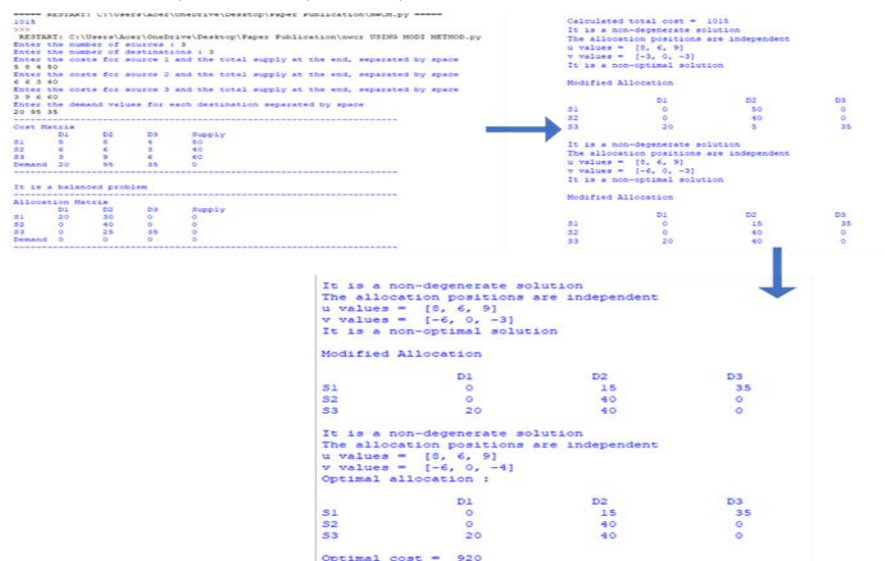 ===== RESTART: C:\Users\Acer\OneDrive\Desktop\Paper Publication\NWCM.py =====
1015
>>>
RESTART: C:\Users\Acer\OneDrive\Desktop\Paper Publication\nwcr USING MODI METHOD.py
Enter the number of sources : 3
Enter the number of destinations : 3
Enter the costs for source 1 and the total supply at the end, separated by space
5 8 4 50
Enter the costs for source 2 and the total supply at the end, separated by space
6 6 3 40
Enter the costs for source 3 and the total supply at the end, separated by space
3 9 6 60
Enter the demand values for each destination separated by space
20 95 35
Cost Matrix
D1 D2 D3 Supply
S1 5 8 4 50
S2 6 6 3 40
S3 3 9 6 60
Demand 20 95 35 0
It is a balanced problem
Allocation Matrix
D1 D2 D3 Supply
S1 20 30 0 0
S2 0 40 0 0
S3 0 25 35 0
Demand 0 0 0 0
Calculated total cost = 1015
It is a non-degenerate solution
The allocation positions are independent
u values = [8, 6, 9]
v values = [-3, 0, -3]
It is a non-optimal solution
Modified Allocation
D1 D2 D3
S1 0 50 0
S2 0 40 0
S3 20 5 35
It is a non-degenerate solution
The allocation positions are independent
u values = [8, 6, 9]
v values = [-6, 0, -3]
It is a non-optimal solution
Modified Allocation
D1 D2 D3
S1 0 15 35
S2 0 40 0
S3 20 40 0
It is a non-degenerate solution
The allocation positions are independent
u values = [8, 6, 9]
v values = [-6, 0, -3]
It is a non-optimal solution
Modified Allocation
D1 D2 D3
S1 0 15 35
S2 0 40 0
S3 20 40 0
It is a non-degenerate solution
The allocation positions are independent
u values = [8, 6, 9]
v values = [-6, 0, -4]
Optimal allocation :
D1 D2 D3
S1 0 15 35
S2 0 40 0
S3 20 40 0
Optimal cost = 920